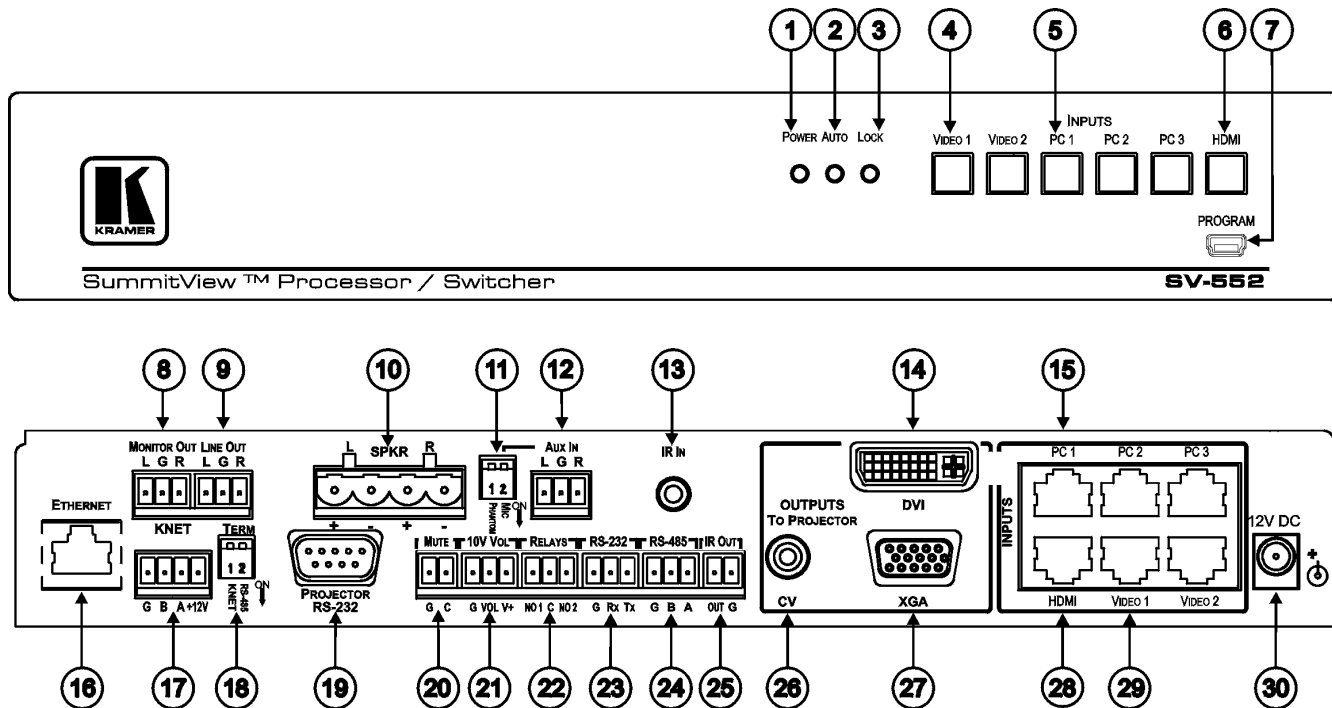 1 2 3 4 5 6 7
INPUTS
POWER AUTO LOCK VIDEO 1 VIDEO 2 PC 1 PC 2 PC 3 HDMI
PROGRAM
K
KRAMER
SummitView ™ Processor / Switcher SV-552
8 9 10 11 12 13 14 15
MONITOR OUT LINE OUT L SPKR R AUX IN IR IN PC 1 PC 2 PC 3
L G R L G R L G R
ETHERNET
1 2
MIC
PHANTOM
ON
OUTPUTS
TO PROJECTOR
DVI
INPUTS
12V DC
+
KNET TERM
+ - + -
1 2
RS-485
KNET
ON
MUTE 10V VOL RELAYS RS-232 RS-485 IR OUT
PROJECTOR
RS-232
G B A +12V
G C G VOL V+ NO 1 C NO 2 G RX TX G B A OUT G
CV XGA HDMI VIDEO 1 VIDEO 2
16 17 18 19 20 21 22 23 24 25 26 27 28 29 30